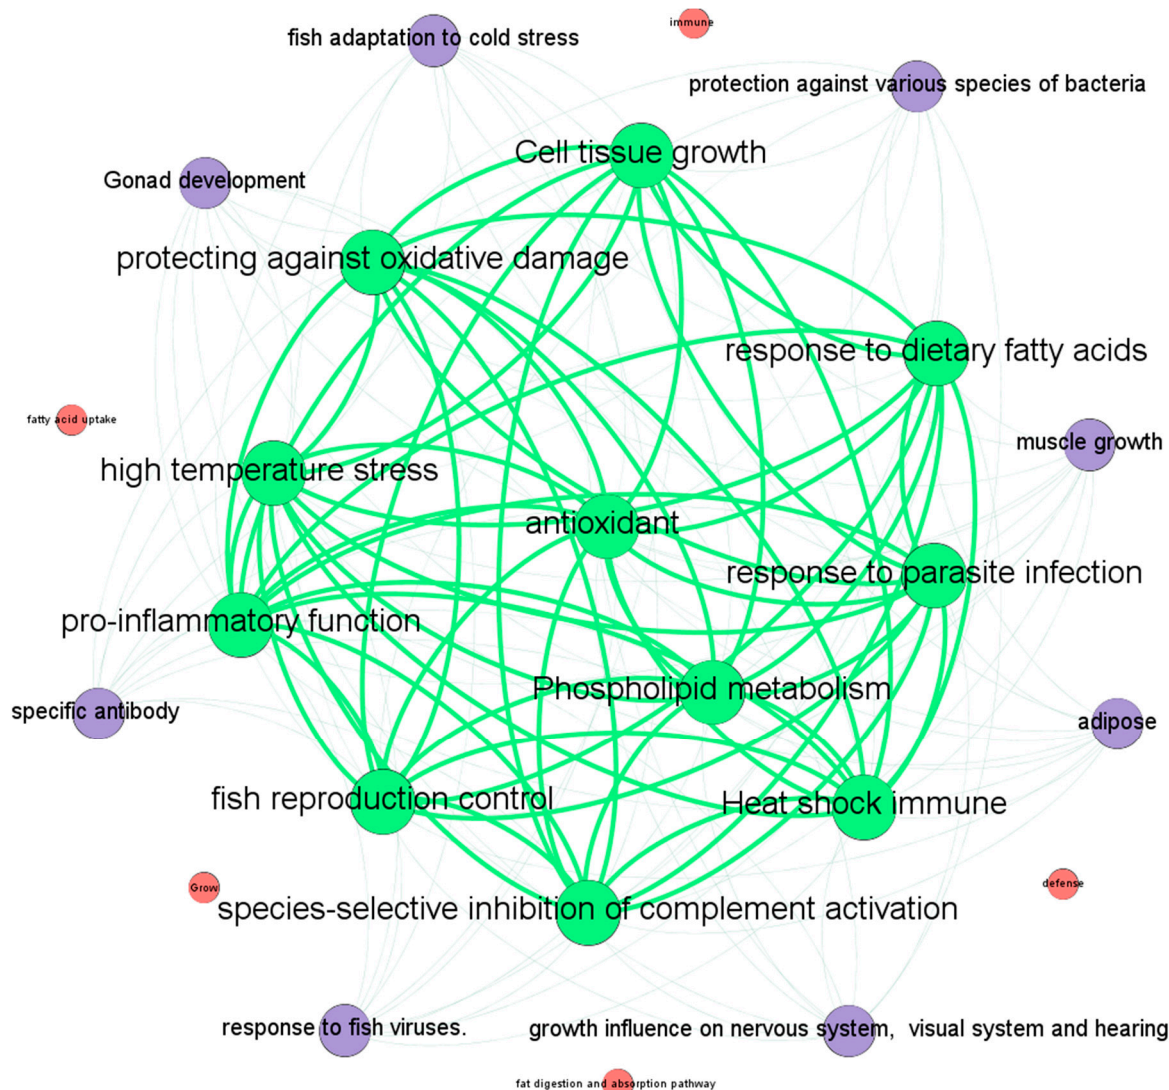 immune
fish adaptation to cold stress
protection against various species of bacteria
Cell tissue growth
Gonad development
protecting against oxidative damage
response to dietary fatty acids
fatty acid uptake
muscle growth
high temperature stress
antioxidant
response to parasite infection
pro-inflammatory function
Phospholipid metabolism
specific antibody
adipose
fish reproduction control
Heat shock immune
Growl
defense
species-selective inhibition of complement activation
response to fish viruses.
growth influence on nervous system, visual system and hearing
fat digestion and absorption pathway